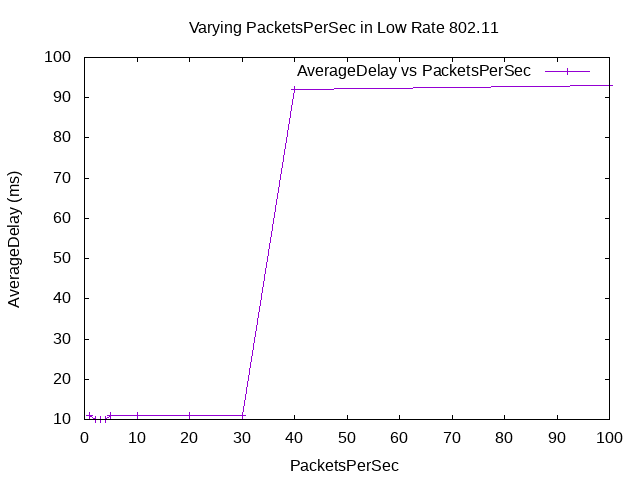 Varying PacketsPerSec in Low Rate 802.11
AverageDelay vs PacketsPerSec
AverageDelay (ms)
100
90
80
70
60
50
40
30
20
10
0 10 20 30 40 50 60 70 80 90 100
PacketsPerSec